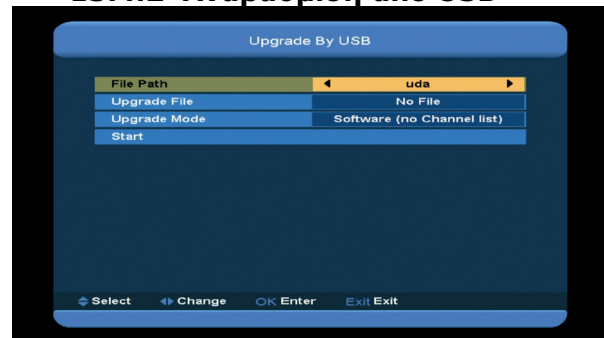 Upgrade By USB
File Path uda
Upgrade File No File
Upgrade Mode Software (no Channel list)
Start
Select Change OK Enter Exit Exit